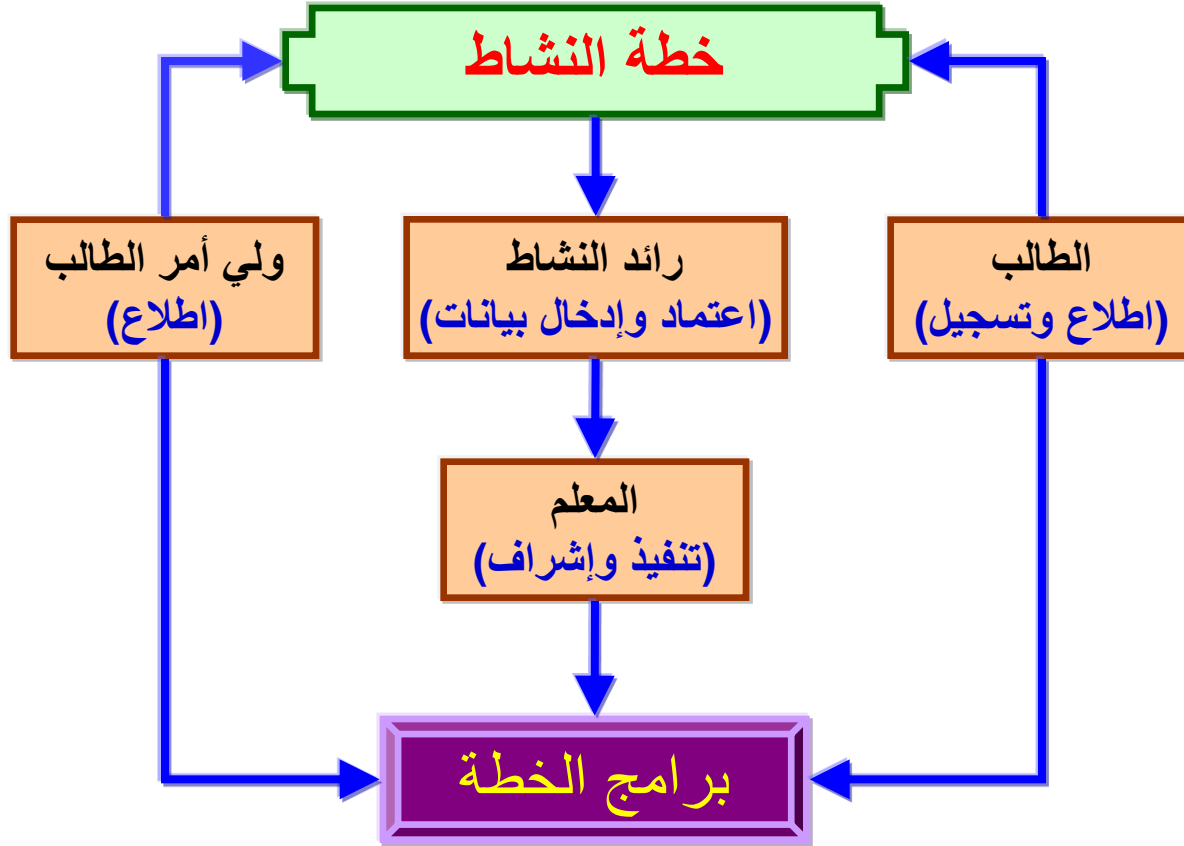 خطة النشاط
الطالب
(اطلاع وتسجيل)
رائد النشاط
(اعتماد وإدخال بيانات)
ولي أمر الطالب
(اطلاع)
المعلم
(تنفيذ وإشراف)
برامج الخطة